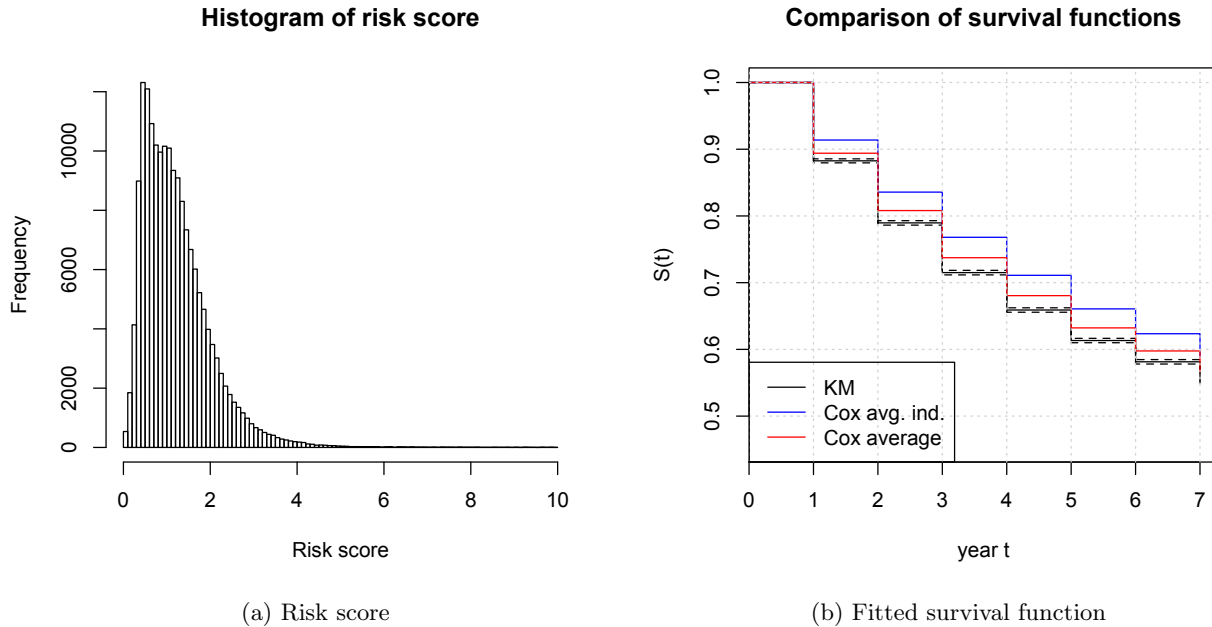 Histogram of risk score
Frequency
0
2000
6000
10000
0 2 4 6 8 10
Risk score
(a) Risk score
Comparison of survival functions
S(t)
0.5
0.6
0.7
0.8
0.9
1.0
KM
Cox avg. ind.
Cox average
0 1 2 3 4 5 6 7
year t
(b) Fitted survival function